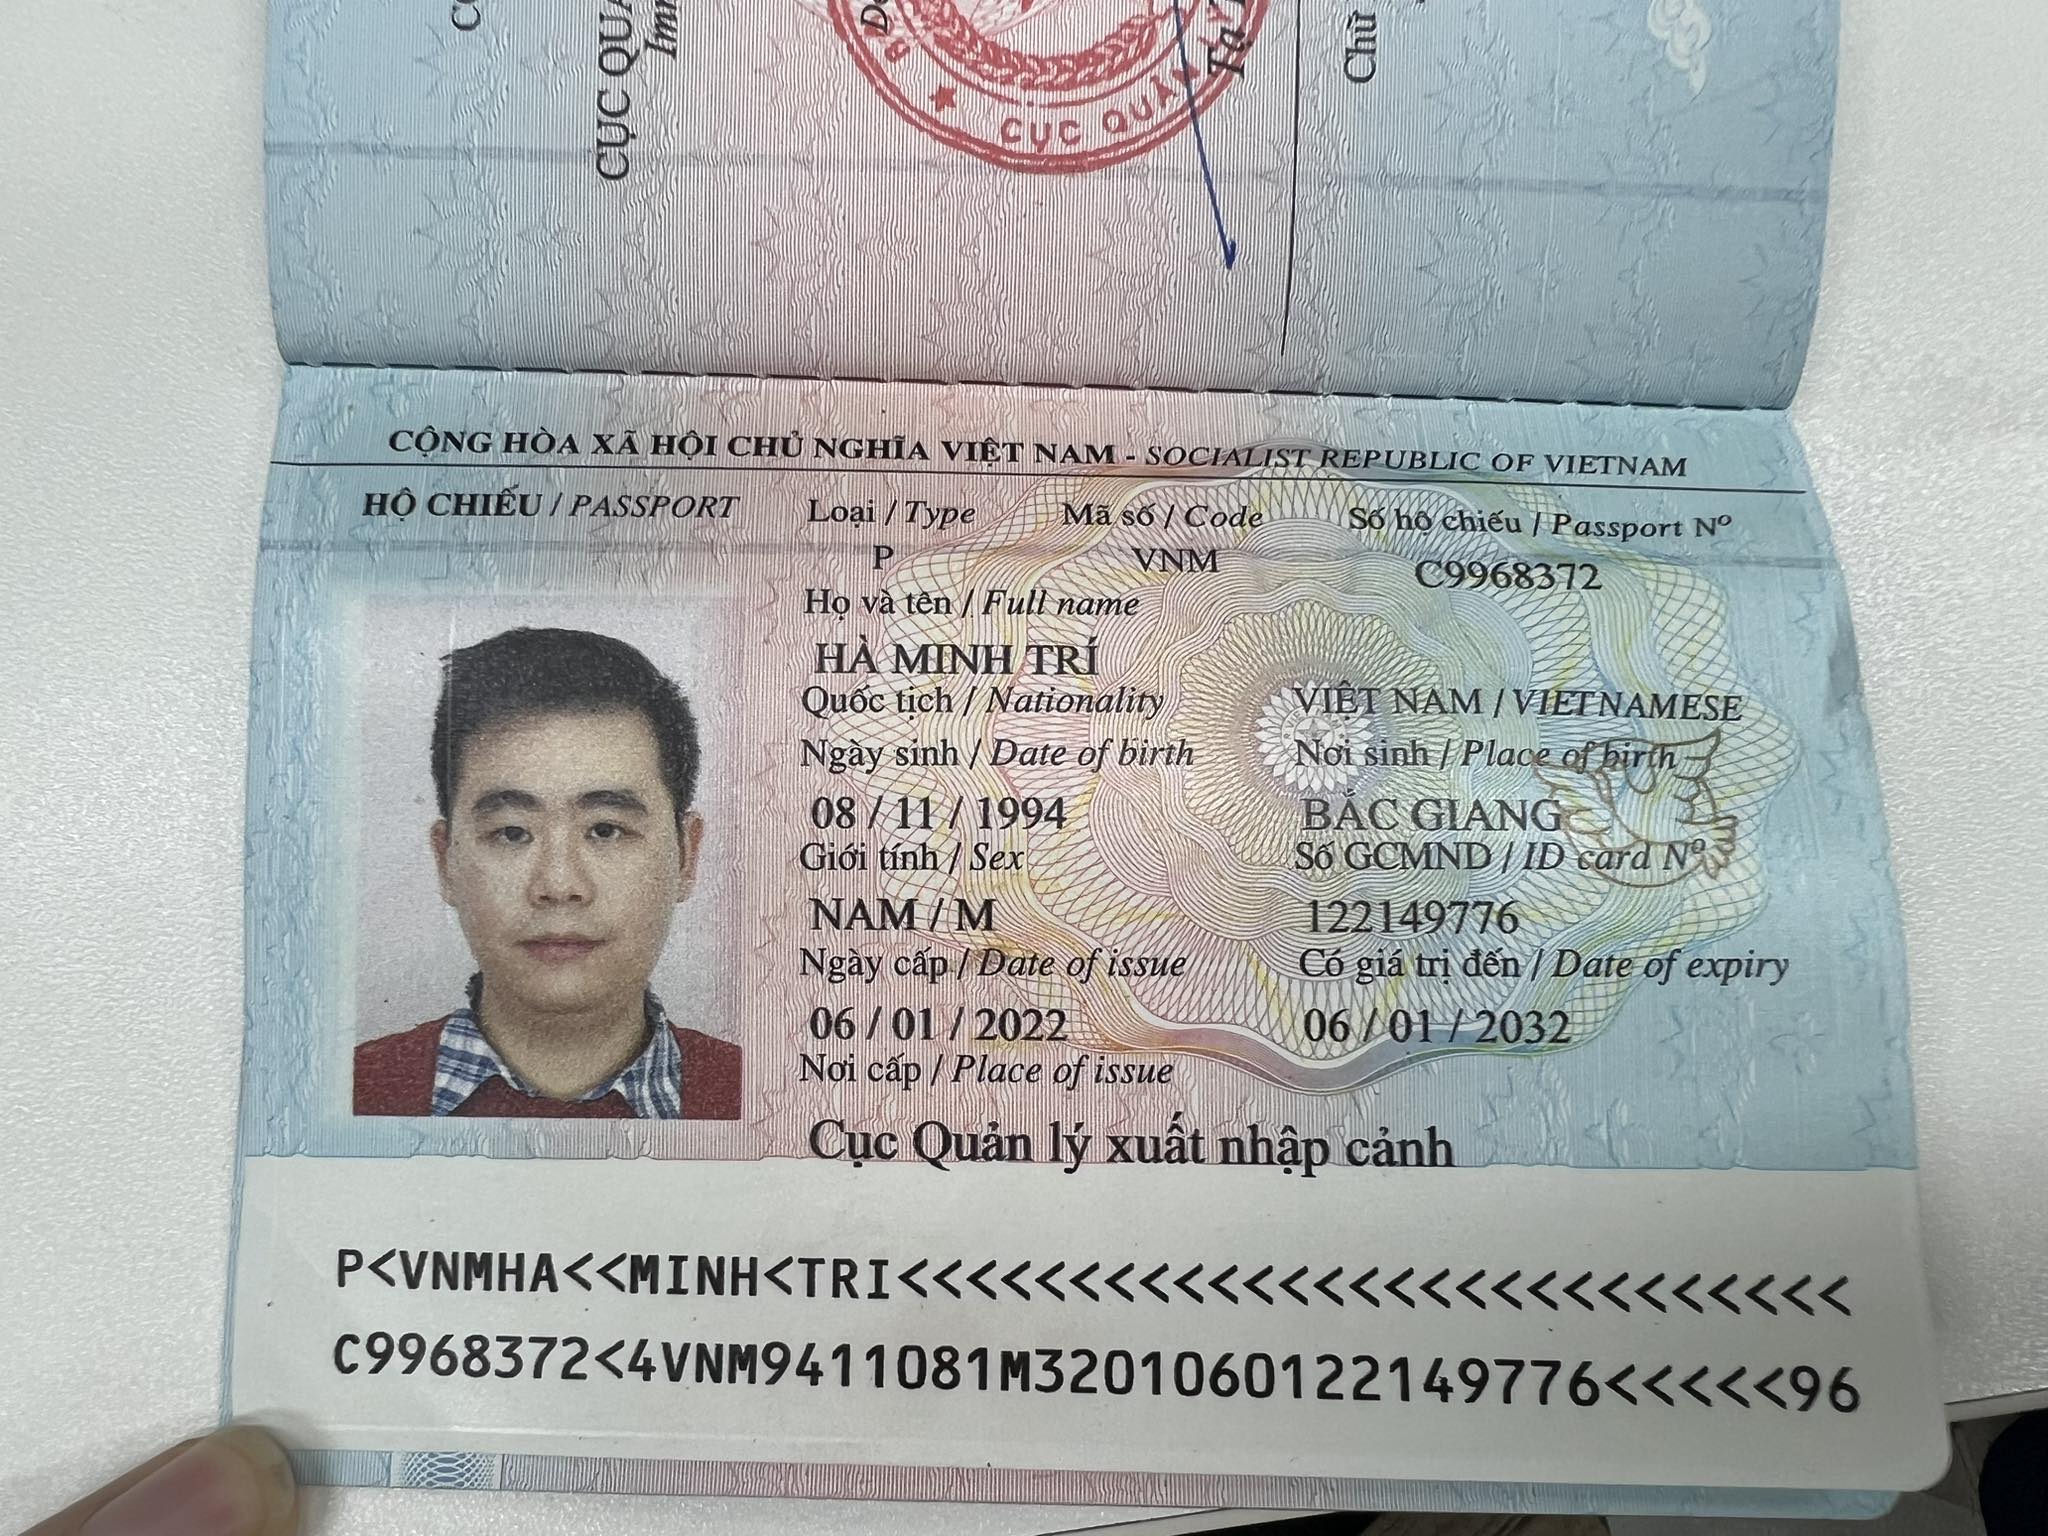 CỤC QUẢN
CỤC QUẢ
Chữ
CỘNG HÒA XÃ HỘI CHỦ NGHĨA VIỆT NAM - SOCIALIST REPUBLIC OF VIETNAM
HỘ CHIẾU / PASSPORT Loại / Type Mã số / Code Số hộ chiếu / Passport Nº
P VNM C9968372
Họ và tên / Full name
HÀ MINH TRÍ
Quốc tịch / Nationality VIỆT NAM / VIETNAMESE
Ngày sinh / Date of birth Nơi sinh / Place of birth
08 / 11 / 1994 BẮC GIANG
Giới tính / Sex Số GCMND / ID card Nº
NAM / M 122149776
Ngày cấp / Date of issue Có giá trị đến / Date of expiry
06 / 01 / 2022 06 / 01 / 2032
Nơi cấp / Place of issue
Cục Quản lý xuất nhập cảnh
P<VNMHA<<MINH<TRI<<<<<<<<<<<<<<<<<<<<<<<<<<<
C9968372<4VNM9411081M3201060122149776<<<<<96